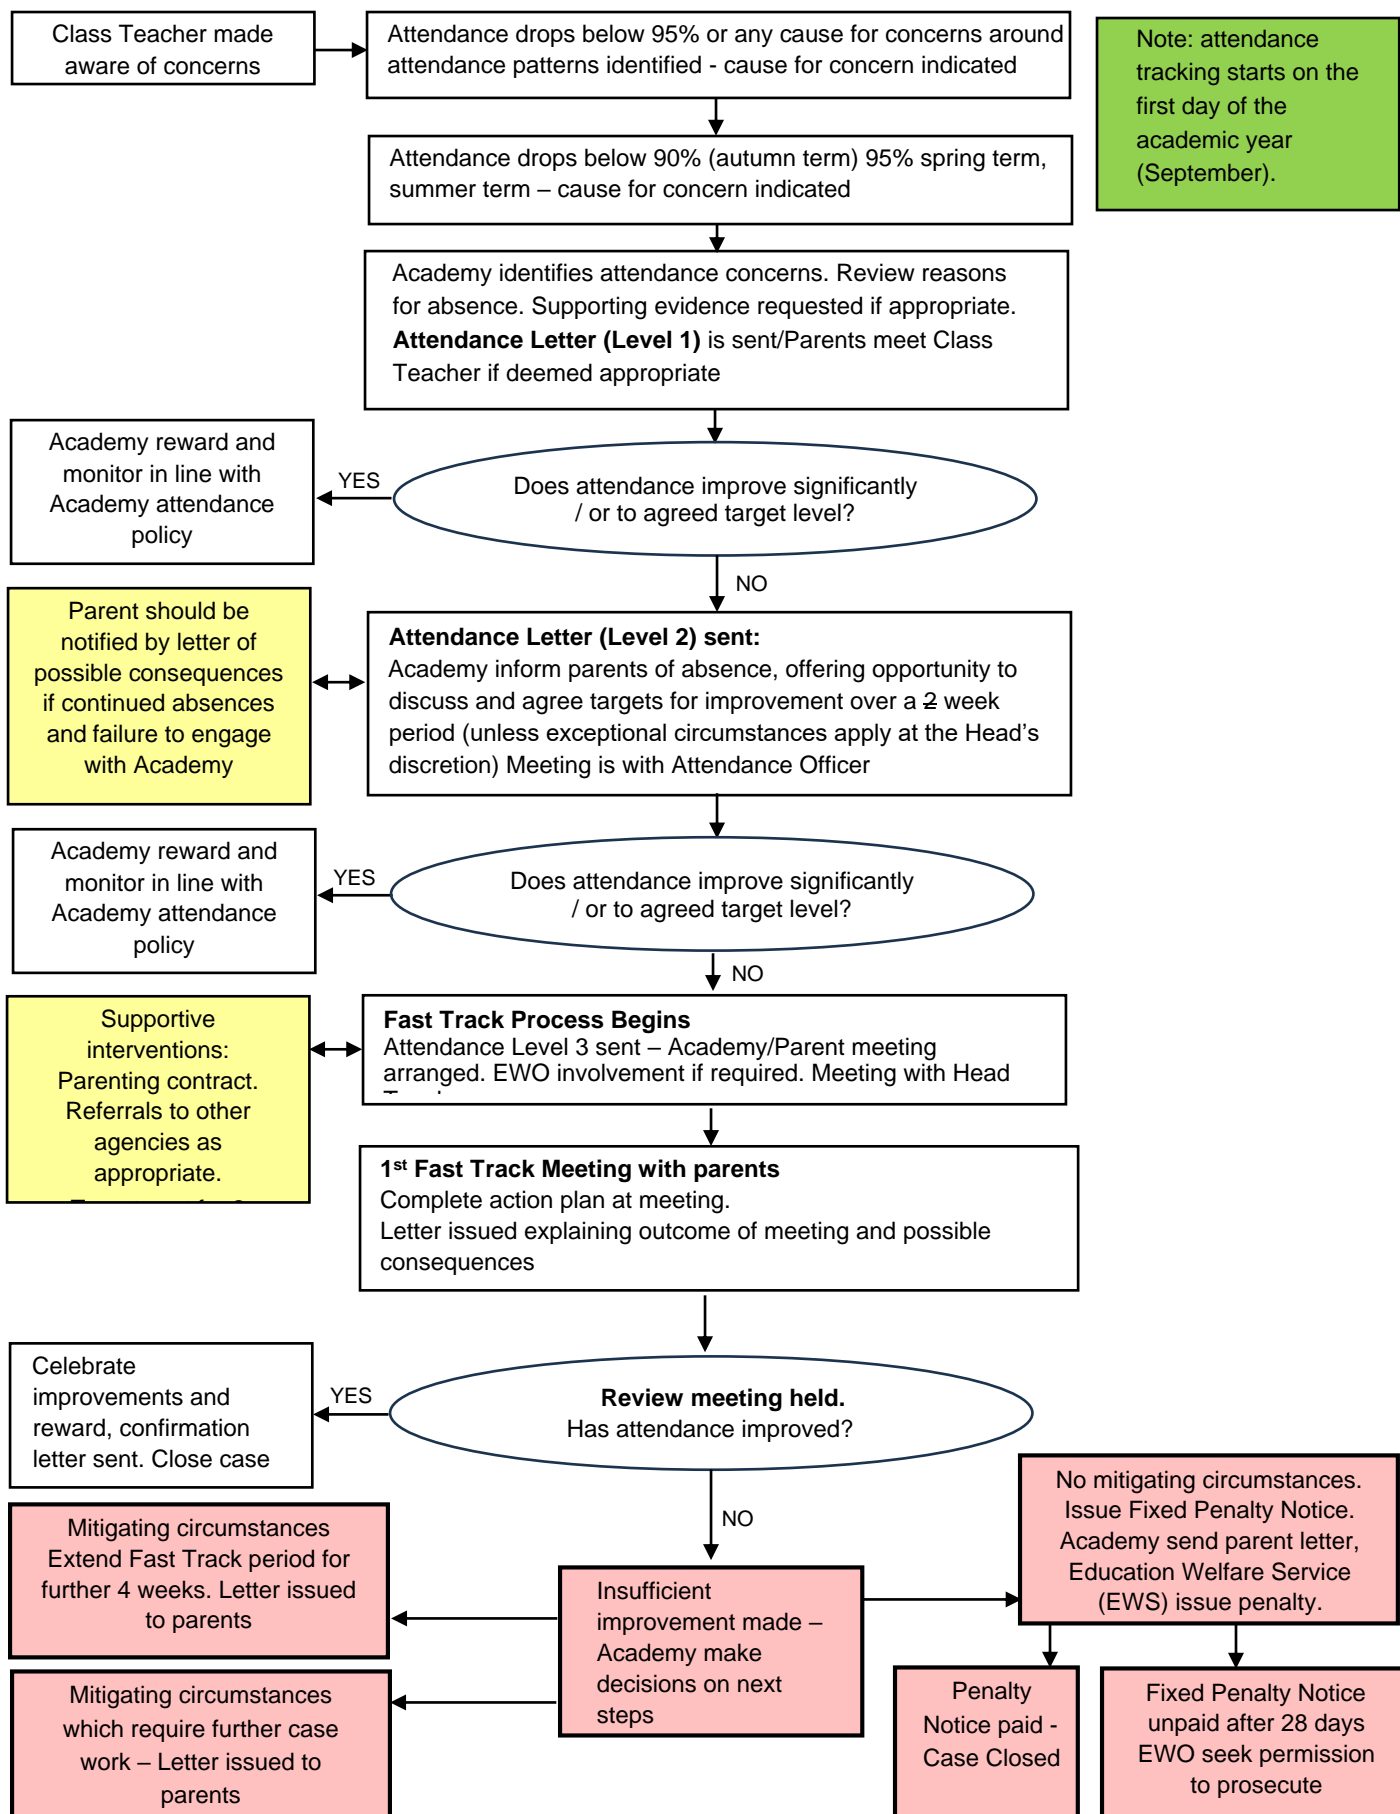 Class Teacher made
aware of concerns
Attendance drops below 95% or any cause for concerns around
attendance patterns identified - cause for concern indicated
Note: attendance
tracking starts on the
first day of the
academic year
(September).
Attendance drops below 90% (autumn term) 95% spring term,
summer term – cause for concern indicated
Academy identifies attendance concerns. Review reasons
for absence. Supporting evidence requested if appropriate.
Attendance Letter (Level 1) is sent/Parents meet Class
Teacher if deemed appropriate
Academy reward and
monitor in line with
Academy attendance
policy
YES
Does attendance improve significantly
/ or to agreed target level?
NO
Parent should be
notified by letter of
possible consequences
if continued absences
and failure to engage
with Academy
Attendance Letter (Level 2) sent:
Academy inform parents of absence, offering opportunity to
discuss and agree targets for improvement over a 2 week
period (unless exceptional circumstances apply at the Head’s
discretion) Meeting is with Attendance Officer
Academy reward and
monitor in line with
Academy attendance
policy
YES
Does attendance improve significantly
/ or to agreed target level?
NO
Supportive
interventions:
Parenting contract.
Referrals to other
agencies as
appropriate.
Fast Track Process Begins
Attendance Level 3 sent – Academy/Parent meeting
arranged. EWO involvement if required. Meeting with Head
1st Fast Track Meeting with parents
Complete action plan at meeting.
Letter issued explaining outcome of meeting and possible
consequences
Celebrate
improvements and
reward, confirmation
letter sent. Close case
YES
Review meeting held.
Has attendance improved?
NO
Mitigating circumstances
Extend Fast Track period for
further 4 weeks. Letter issued
to parents
Insufficient
improvement made –
Academy make
decisions on next
steps
No mitigating circumstances.
Issue Fixed Penalty Notice.
Academy send parent letter,
Education Welfare Service
(EWS) issue penalty.
Mitigating circumstances
which require further case
work – Letter issued to
parents
Penalty
Notice paid -
Case Closed
Fixed Penalty Notice
unpaid after 28 days
EWO seek permission
to prosecute